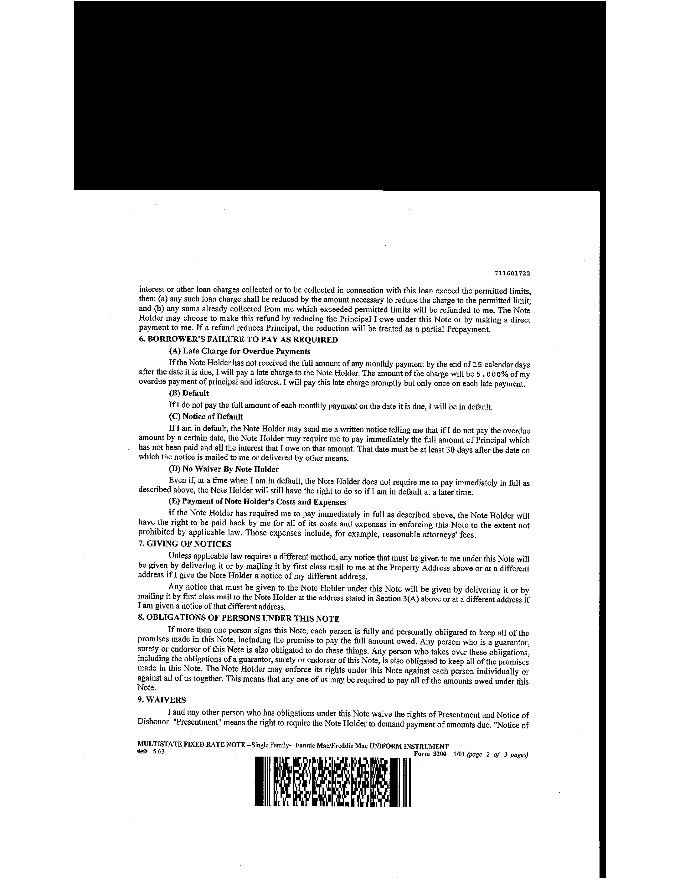 711601722
interest or other loan charges collected or to be collected in connection with this loan exceed the permitted limits,
then: (a) any such loan charge shall be reduced by the amount necessary to reduce the charge to the permitted limit;
and (b) any sums already collected from me which exceeded permitted limits will be refunded to me. The Note
Holder may choose to make this refund by reducing the Principal I owe under this Note or by making a direct
payment to me. If a refund reduces Principal, the reduction will be treated as a partial Prepayment.
6. BORROWER'S FAILURE TO PAY AS REQUIRED
(A) Late Charge for Overdue Payments
If the Note Holder has not received the full amount of any monthly payment by the end of 15 calendar days
after the date it is due, I will pay a late charge to the Note Holder. The amount of the charge will be 5.000% of my
overdue payment of principal and interest. I will pay this late charge promptly but only once on each late payment.
(B) Default
If I do not pay the full amount of each monthly payment on the date it is due, I will be in default.
(C) Notice of Default
If I am in default, the Note Holder may send me a written notice telling me that if I do not pay the overdue
amount by a certain date, the Note Holder may require me to pay immediately the full amount of Principal which
has not been paid and all the interest that I owe on that amount. That date must be at least 30 days after the date on
which the notice is mailed to me or delivered by other means.
(D) No Waiver By Note Holder
Even if, at a time when I am in default, the Note Holder does not require me to pay immediately in full as
described above, the Note Holder will still have the right to do so if I am in default at a later time.
(E) Payment of Note Holder's Costs and Expenses
If the Note Holder has required me to pay immediately in full as described above, the Note Holder will
have the right to be paid back by me for all of its costs and expenses in enforcing this Note to the extent not
prohibited by applicable law. Those expenses include, for example, reasonable attorneys' fees.
7. GIVING OF NOTICES
Unless applicable law requires a different method, any notice that must be given to me under this Note will
be given by delivering it or by mailing it by first class mail to me at the Property Address above or at a different
address if I give the Note Holder a notice of my different address.
Any notice that must be given to the Note Holder under this Note will be given by delivering it or by
mailing it by first class mail to the Note Holder at the address stated in Section 3(A) above or at a different address if
I am given a notice of that different address.
8. OBLIGATIONS OF PERSONS UNDER THIS NOTE
If more than one person signs this Note, each person is fully and personally obligated to keep all of the
promises made in this Note, including the promise to pay the full amount owed. Any person who is a guarantor,
surety or endorser of this Note is also obligated to do these things. Any person who takes over these obligations,
including the obligations of a guarantor, surety or endorser of this Note, is also obligated to keep all of the promises
made in this Note. The Note Holder may enforce its rights under this Note against each person individually or
against all of us together. This means that any one of us may be required to pay all of the amounts owed under this
Note.
9. WAIVERS
I and any other person who has obligations under this Note waive the rights of Presentment and Notice of
Dishonor. "Presentment" means the right to require the Note Holder to demand payment of amounts due. "Notice of
MULTISTATE FIXED RATE NOTE --Single Family-- Fannie Mae/Freddie Mac UNIFORM INSTRUMENT
5.63 Form 3200 1/01 (page 2 of 3 pages)